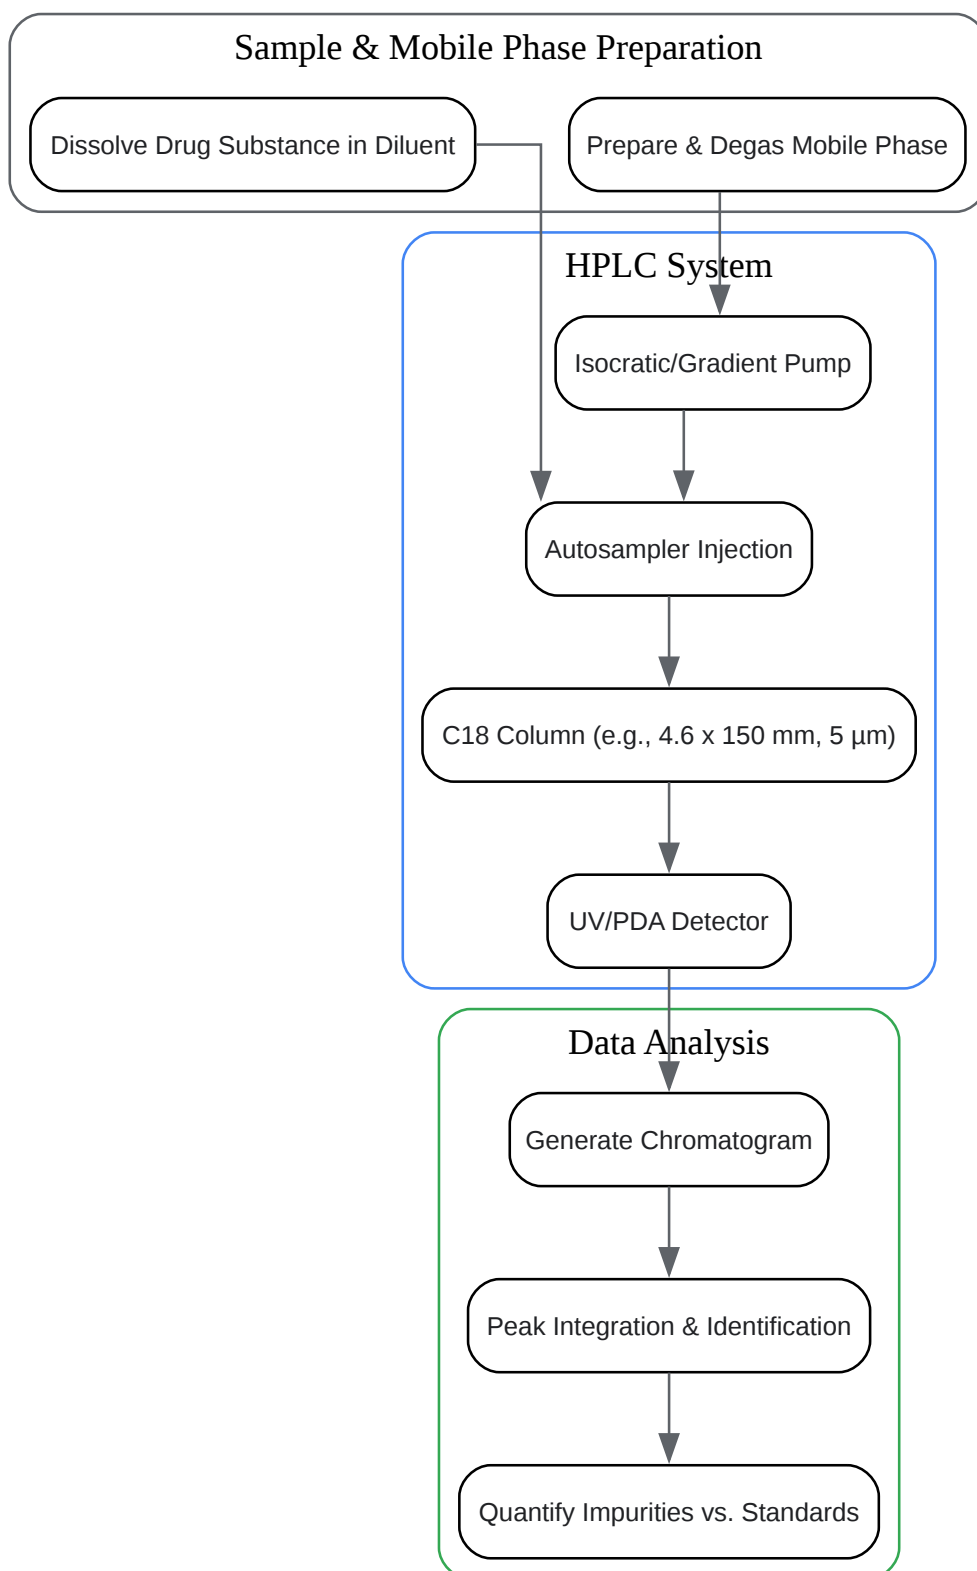 Sample & Mobile Phase Preparation
Dissolve Drug Substance in Diluent
Prepare & Degas Mobile Phase
HPLC System
Isocratic/Gradient Pump
Autosampler Injection
C18 Column (e.g., 4.6 x 150 mm, 5 µm)
UV/PDA Detector
Data Analysis
Generate Chromatogram
Peak Integration & Identification
Quantify Impurities vs. Standards